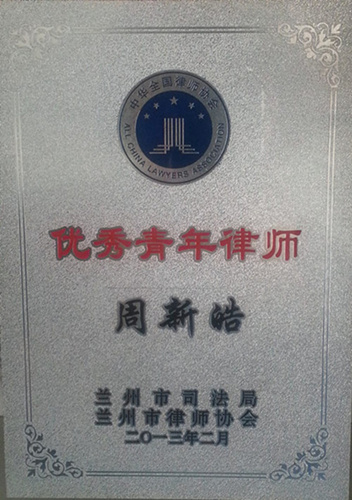 中华全国律师协会
ALL CHINA LAWYERS ASSOCIATION
优秀青年律师
周新皓
兰州市司法局
兰州市律师协会
二〇一三年二月